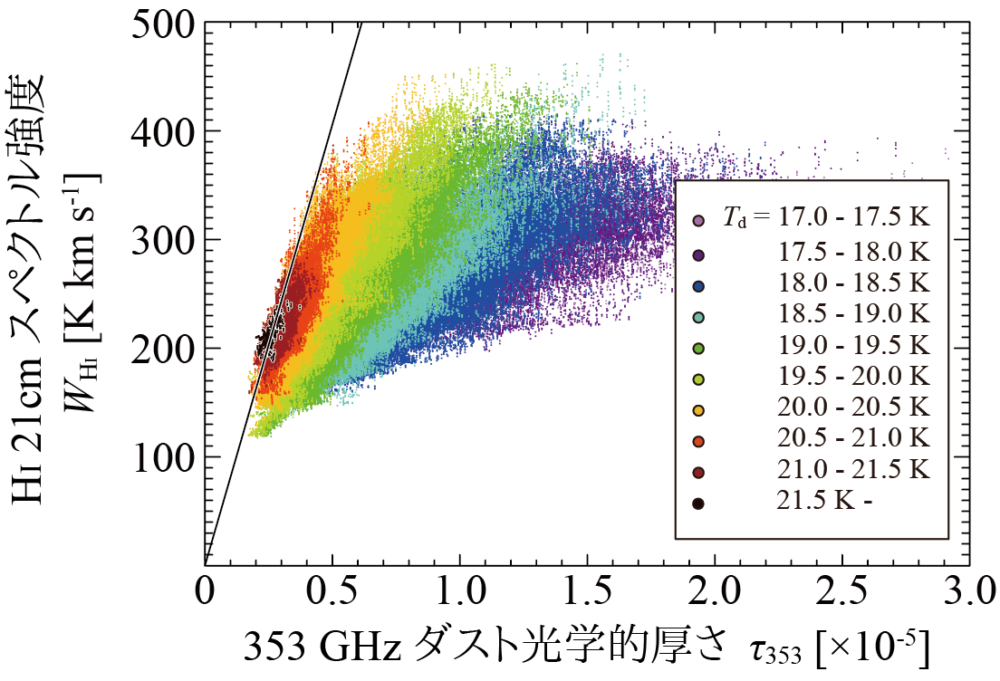 HI 21cm スペクトル強度
WHI [K km s-1]
500
400
300
200
100
0
0.5
1.0
1.5
2.0
2.5
3.0
353 GHz ダスト光学的厚さ τ353 [×10-5]
Td = 17.0 - 17.5 K
17.5 - 18.0 K
18.0 - 18.5 K
18.5 - 19.0 K
19.0 - 19.5 K
19.5 - 20.0 K
20.0 - 20.5 K
20.5 - 21.0 K
21.0 - 21.5 K
21.5 K -